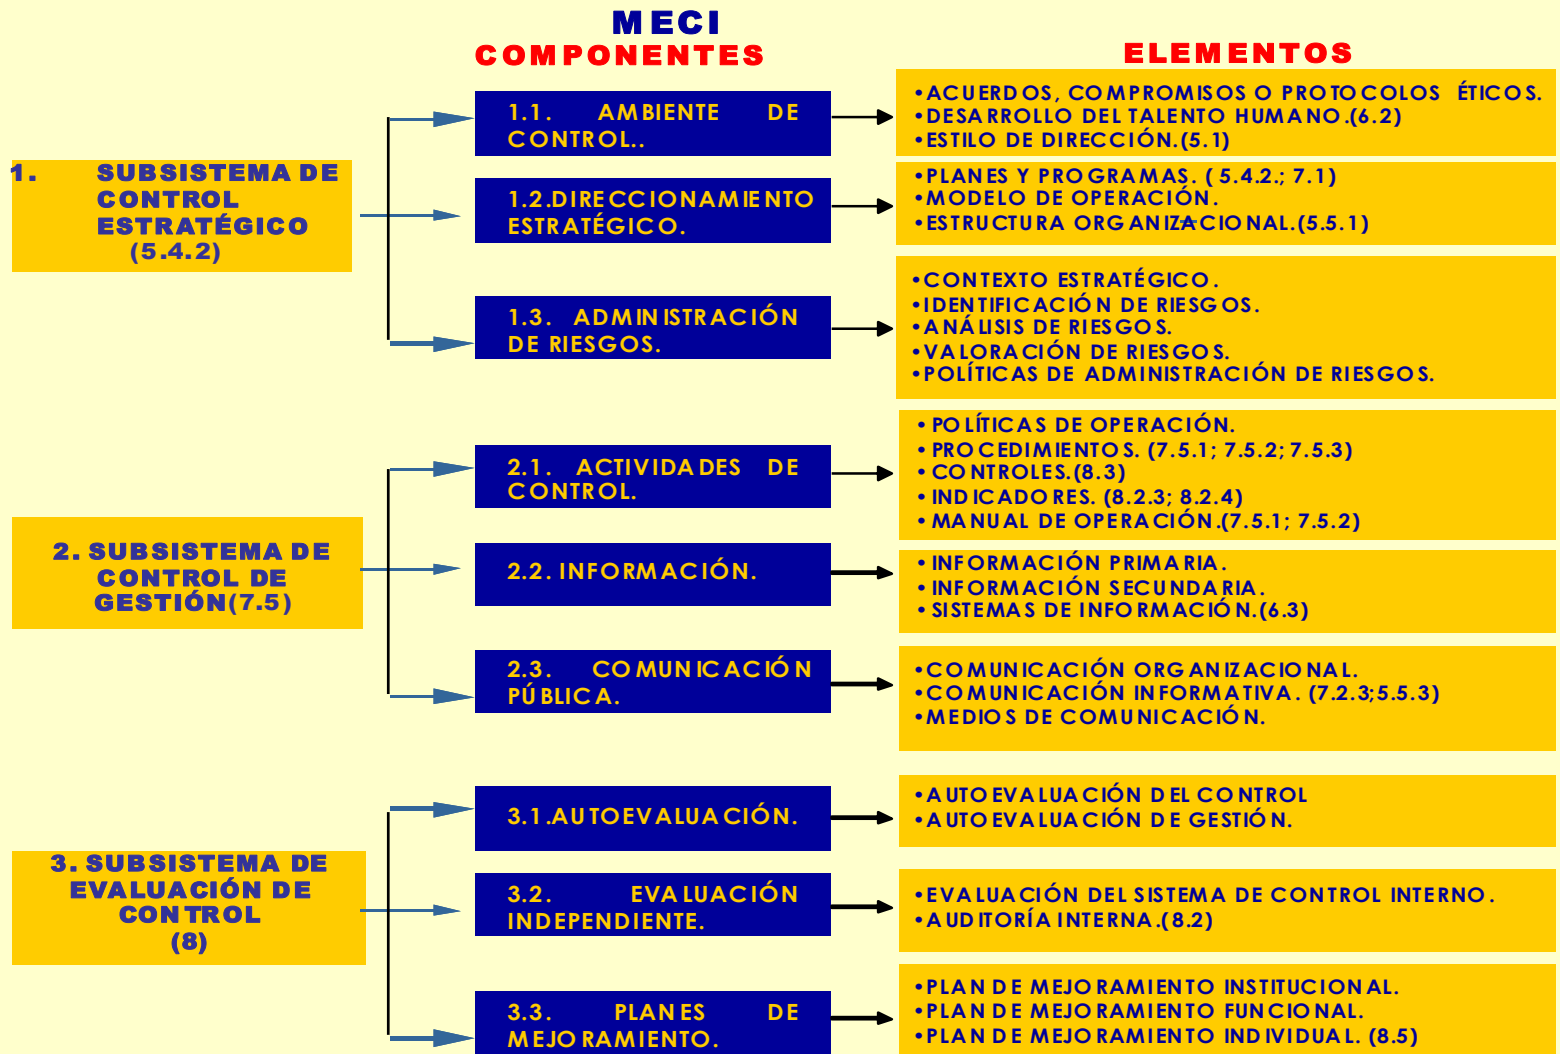 MECI
COMPONENTES
ELEMENTOS
1. SUBSISTEMA DE
CONTROL
ESTRATÉGICO
(5.4.2)
1.1. AMBIENTE DE
CONTROL..
•ACUERDOS, COMPROMISOS O PROTOCOLOS ÉTICOS.
•DESARROLLO DEL TALENTO HUMANO.(6.2)
•ESTILO DE DIRECCIÓN.(5.1)
1.2.DIRECCIONAMIENTO
ESTRATÉGICO.
•PLANES Y PROGRAMAS. ( 5.4.2.; 7.1)
•MODELO DE OPERACIÓN.
•ESTRUCTURA ORGANIZACIONAL.(5.5.1)
1.3. ADMINISTRACIÓN
DE RIESGOS.
•CONTEXTO ESTRATÉGICO.
•IDENTIFICACIÓN DE RIESGOS.
•ANÁLISIS DE RIESGOS.
•VALORACIÓN DE RIESGOS.
•POLÍTICAS DE ADMINISTRACIÓN DE RIESGOS.
2. SUBSISTEMA DE
CONTROL DE
GESTIÓN(7.5)
2.1. ACTIVIDADES DE
CONTROL.
• POLÍTICAS DE OPERACIÓN.
• PROCEDIMIENTOS. (7.5.1; 7.5.2; 7.5.3)
• CONTROLES.(8.3)
• INDICADORES. (8.2.3; 8.2.4)
• MANUAL DE OPERACIÓN.(7.5.1; 7.5.2)
2.2. INFORMACIÓN.
• INFORMACIÓN PRIMARIA.
• INFORMACIÓN SECUNDARIA.
• SISTEMAS DE INFORMACIÓN.(6.3)
2.3. COMUNICACIÓN
PÚBLICA.
•COMUNICACIÓN ORGANIZACIONAL.
•COMUNICACIÓN INFORMATIVA. (7.2.3;5.5.3)
•MEDIOS DE COMUNICACIÓN.
3. SUBSISTEMA DE
EVALUACIÓN DE
CONTROL
(8)
3.1.AUTOEVALUACIÓN.
•AUTOEVALUACIÓN DEL CONTROL
•AUTOEVALUACIÓN DE GESTIÓN.
3.2. EVALUACIÓN
INDEPENDIENTE.
•EVALUACIÓN DEL SISTEMA DE CONTROL INTERNO.
•AUDITORÍA INTERNA.(8.2)
3.3. PLANES DE
MEJORAMIENTO.
•PLAN DE MEJORAMIENTO INSTITUCIONAL.
•PLAN DE MEJORAMIENTO FUNCIONAL.
•PLAN DE MEJORAMIENTO INDIVIDUAL. (8.5)